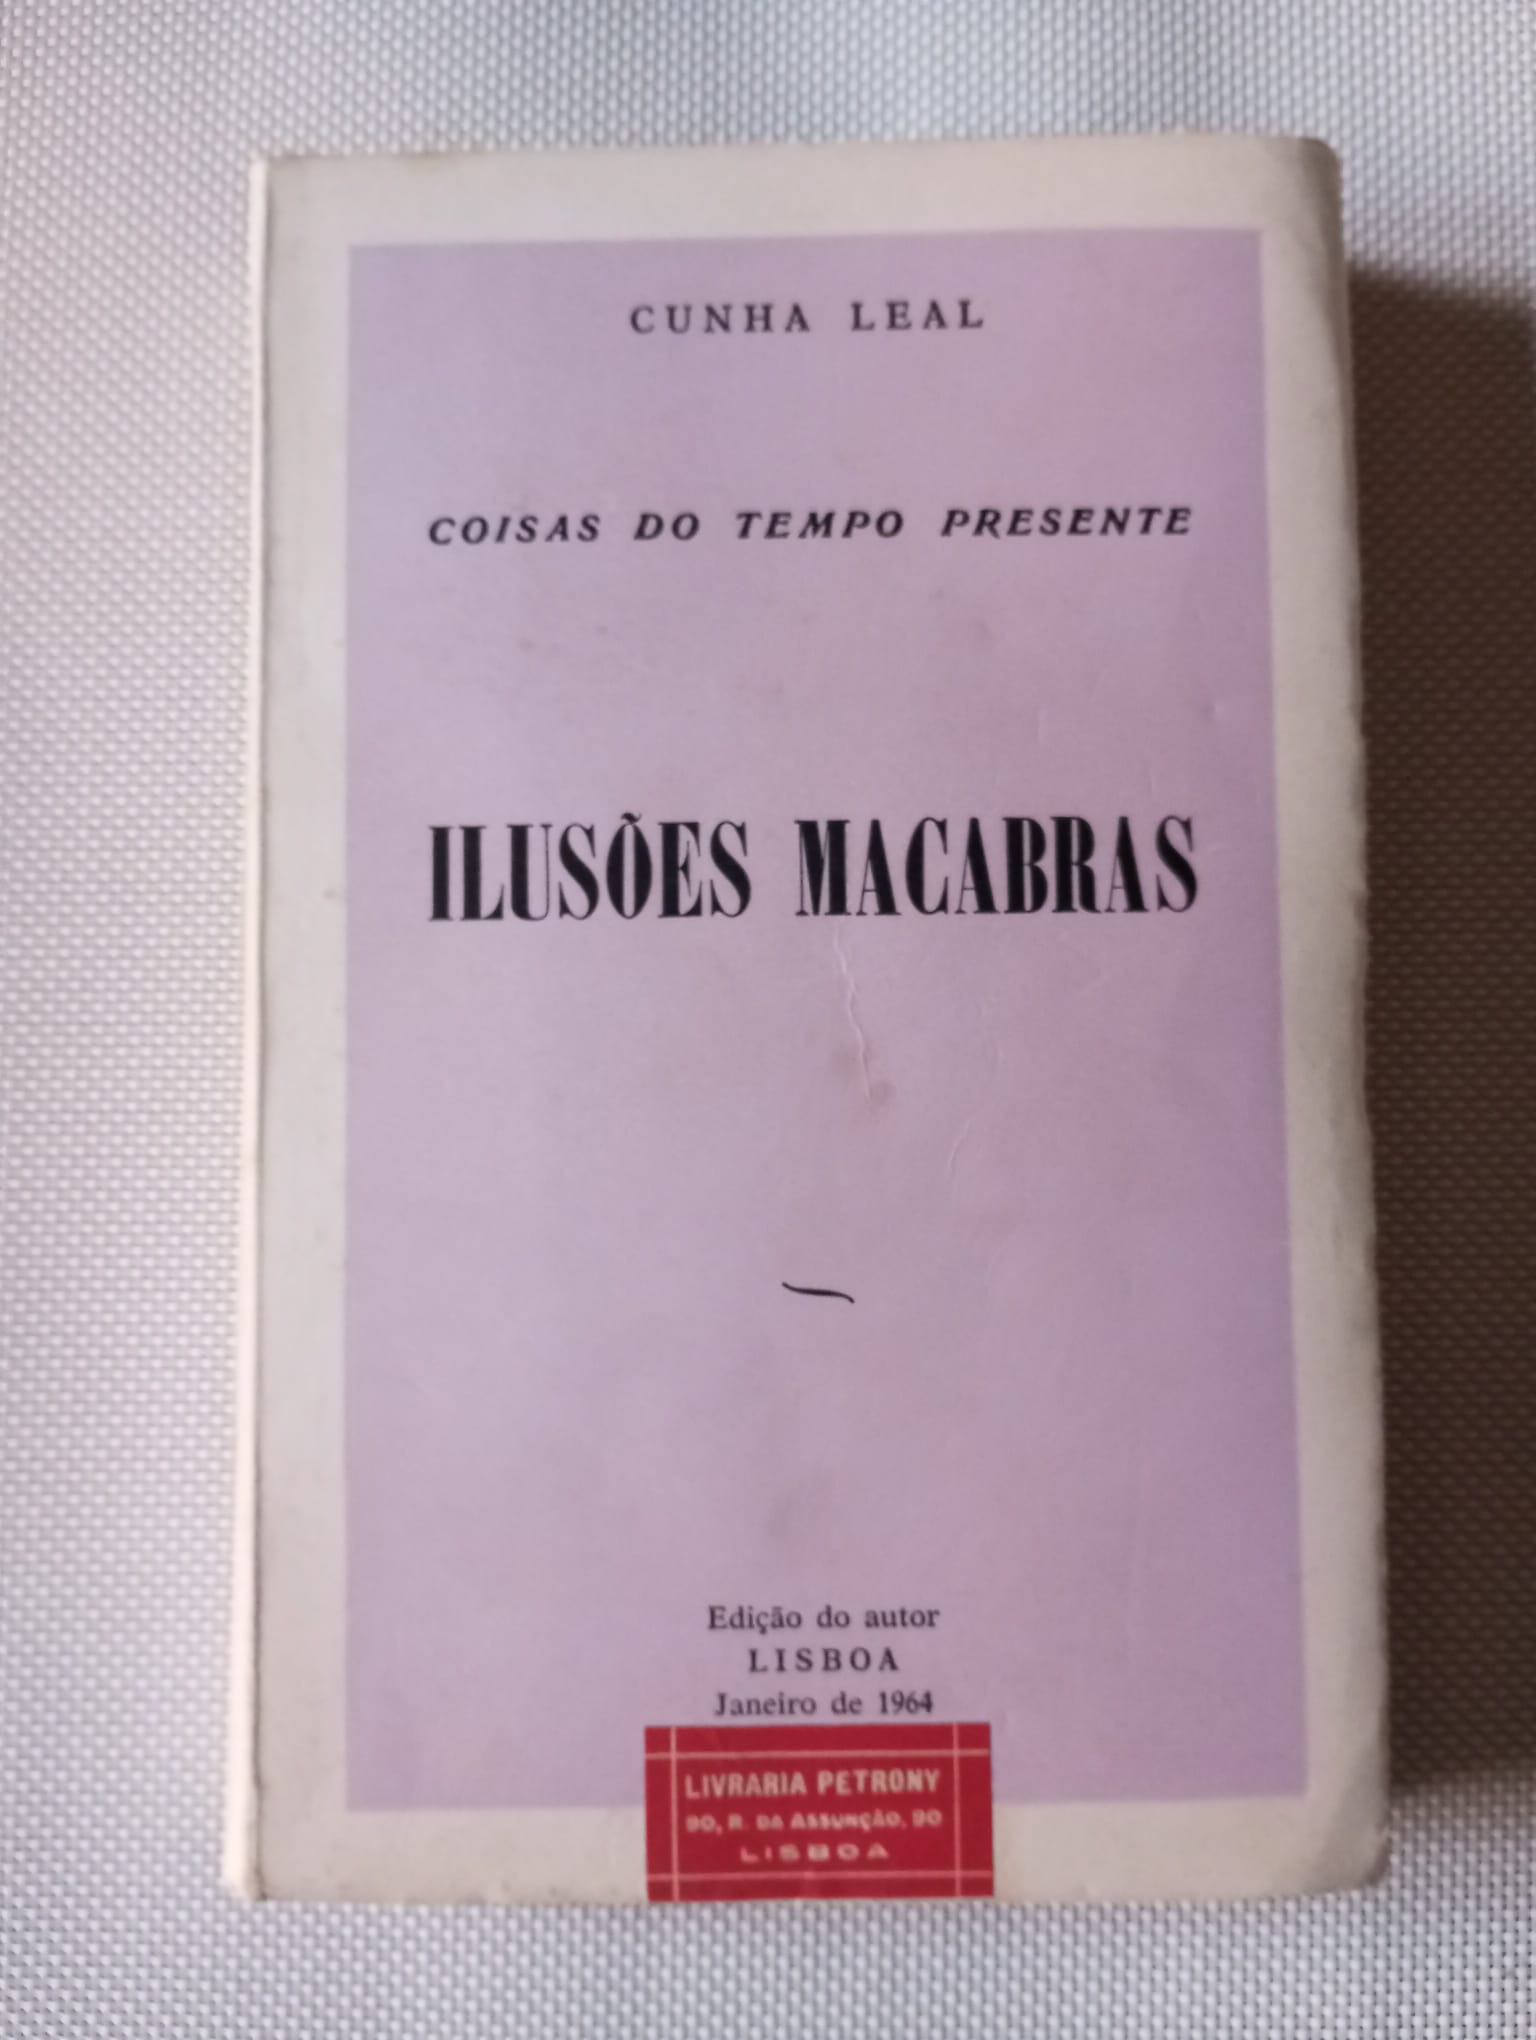 CUNHA LEAL
COISAS DO TEMPO PRESENTE
ILUSÕES MACABRAS
Edição do autor
LISBOA
Janeiro de 1964
LIVRARIA PETRONY
90, R. DA ASSUNÇÃO, 90
LISBOA